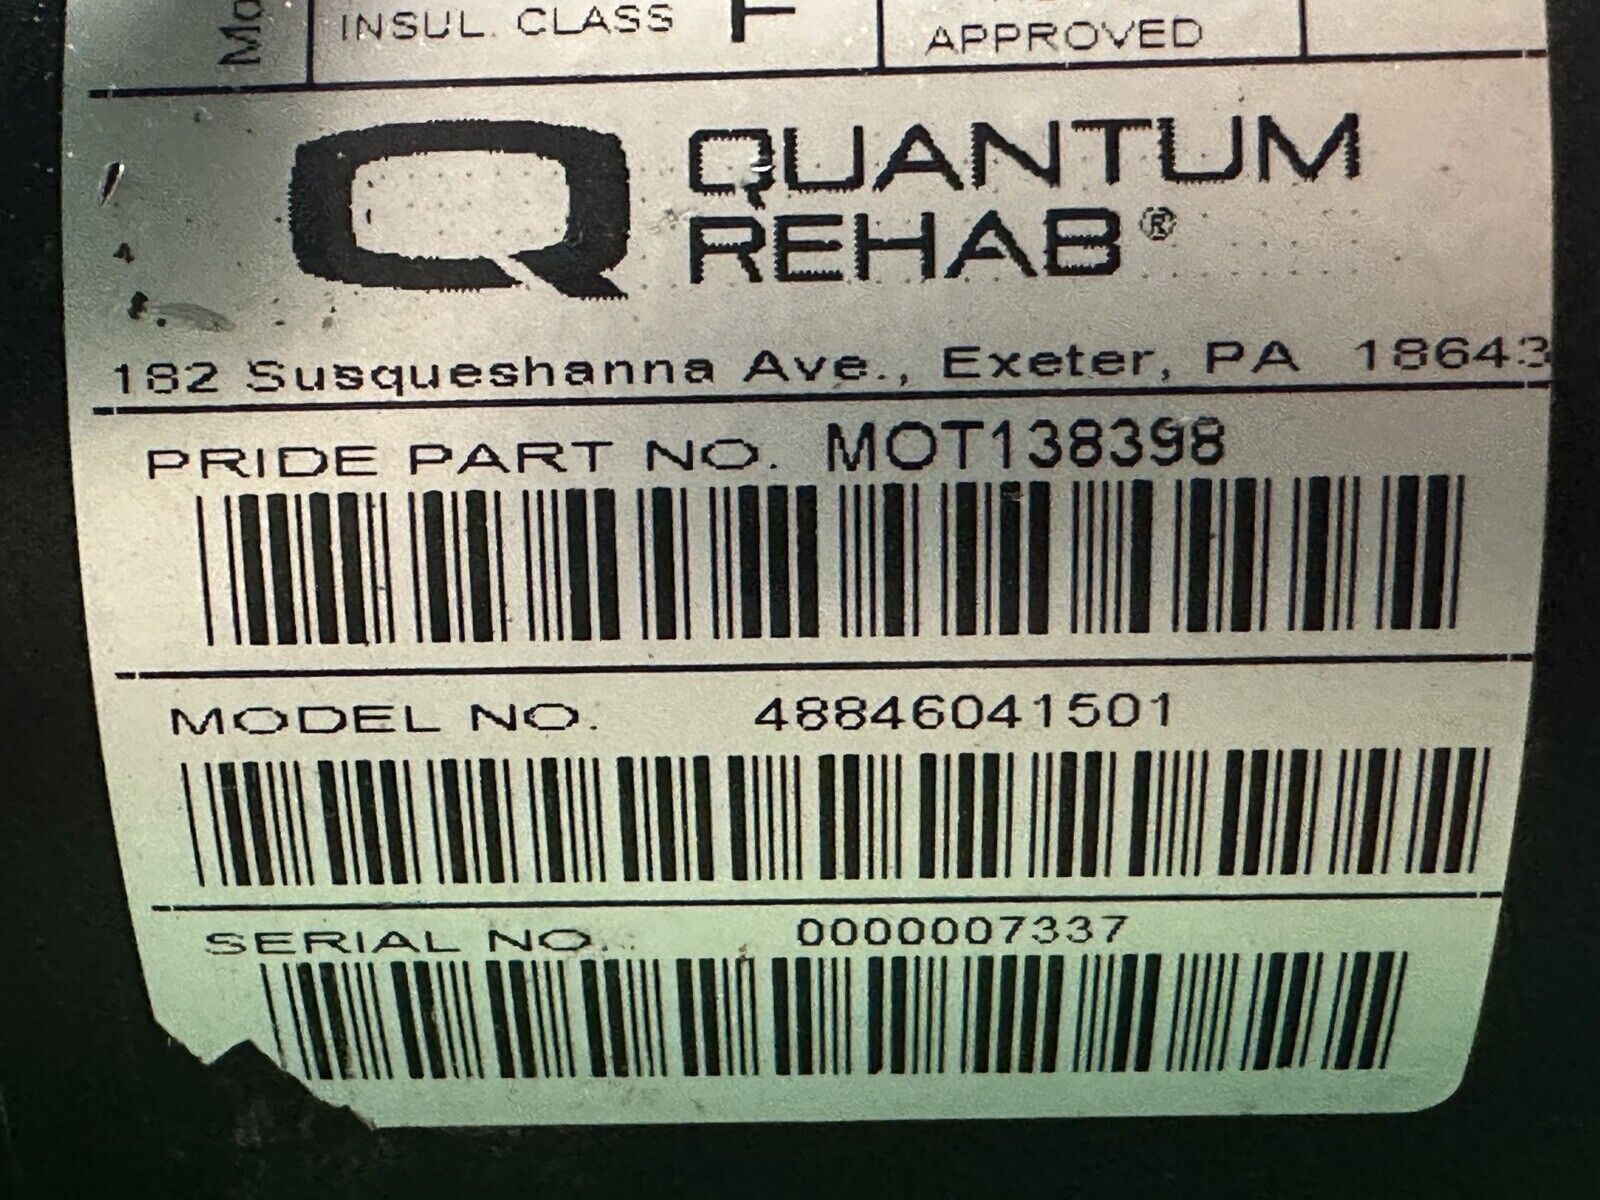 INSUL. CLASS F
APPROVED
QUANTUM
REHAB®
182 Susqueshanna Ave., Exeter, PA 18643
PRIDE PART NO. MOT138398
MODEL NO. 48846041501
SERIAL NO. 0000007337